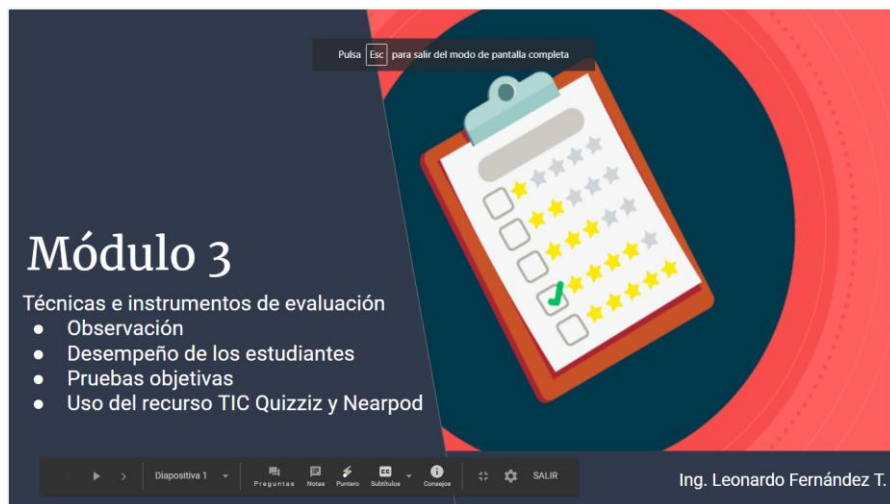 Pulsa Esc para salir del modo de pantalla completa
Módulo 3
Técnicas e instrumentos de evaluación
● Observación
● Desempeño de los estudiantes
● Pruebas objetivas
● Uso del recurso TIC Quizziz y Nearpod
Diapositiva 1 Preguntas Notas Puntero Subtítulos Consejos SALIR
Ing. Leonardo Fernández T.